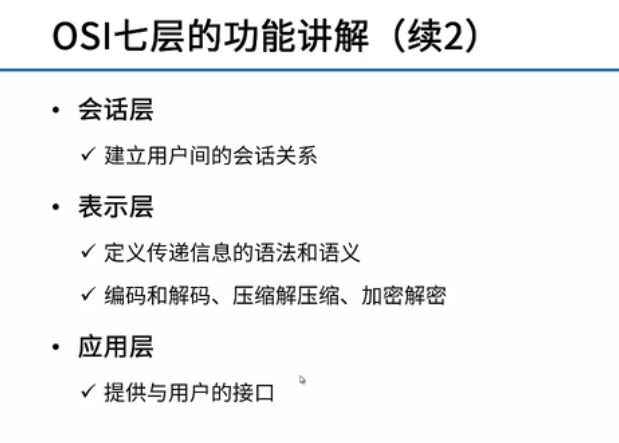 OSI七层的功能讲解（续2）
• 会话层
✓ 建立用户间的会话关系
• 表示层
✓ 定义传递信息的语法和语义
✓ 编码和解码、压缩解压缩、加密解密
• 应用层
✓ 提供与用户的接口